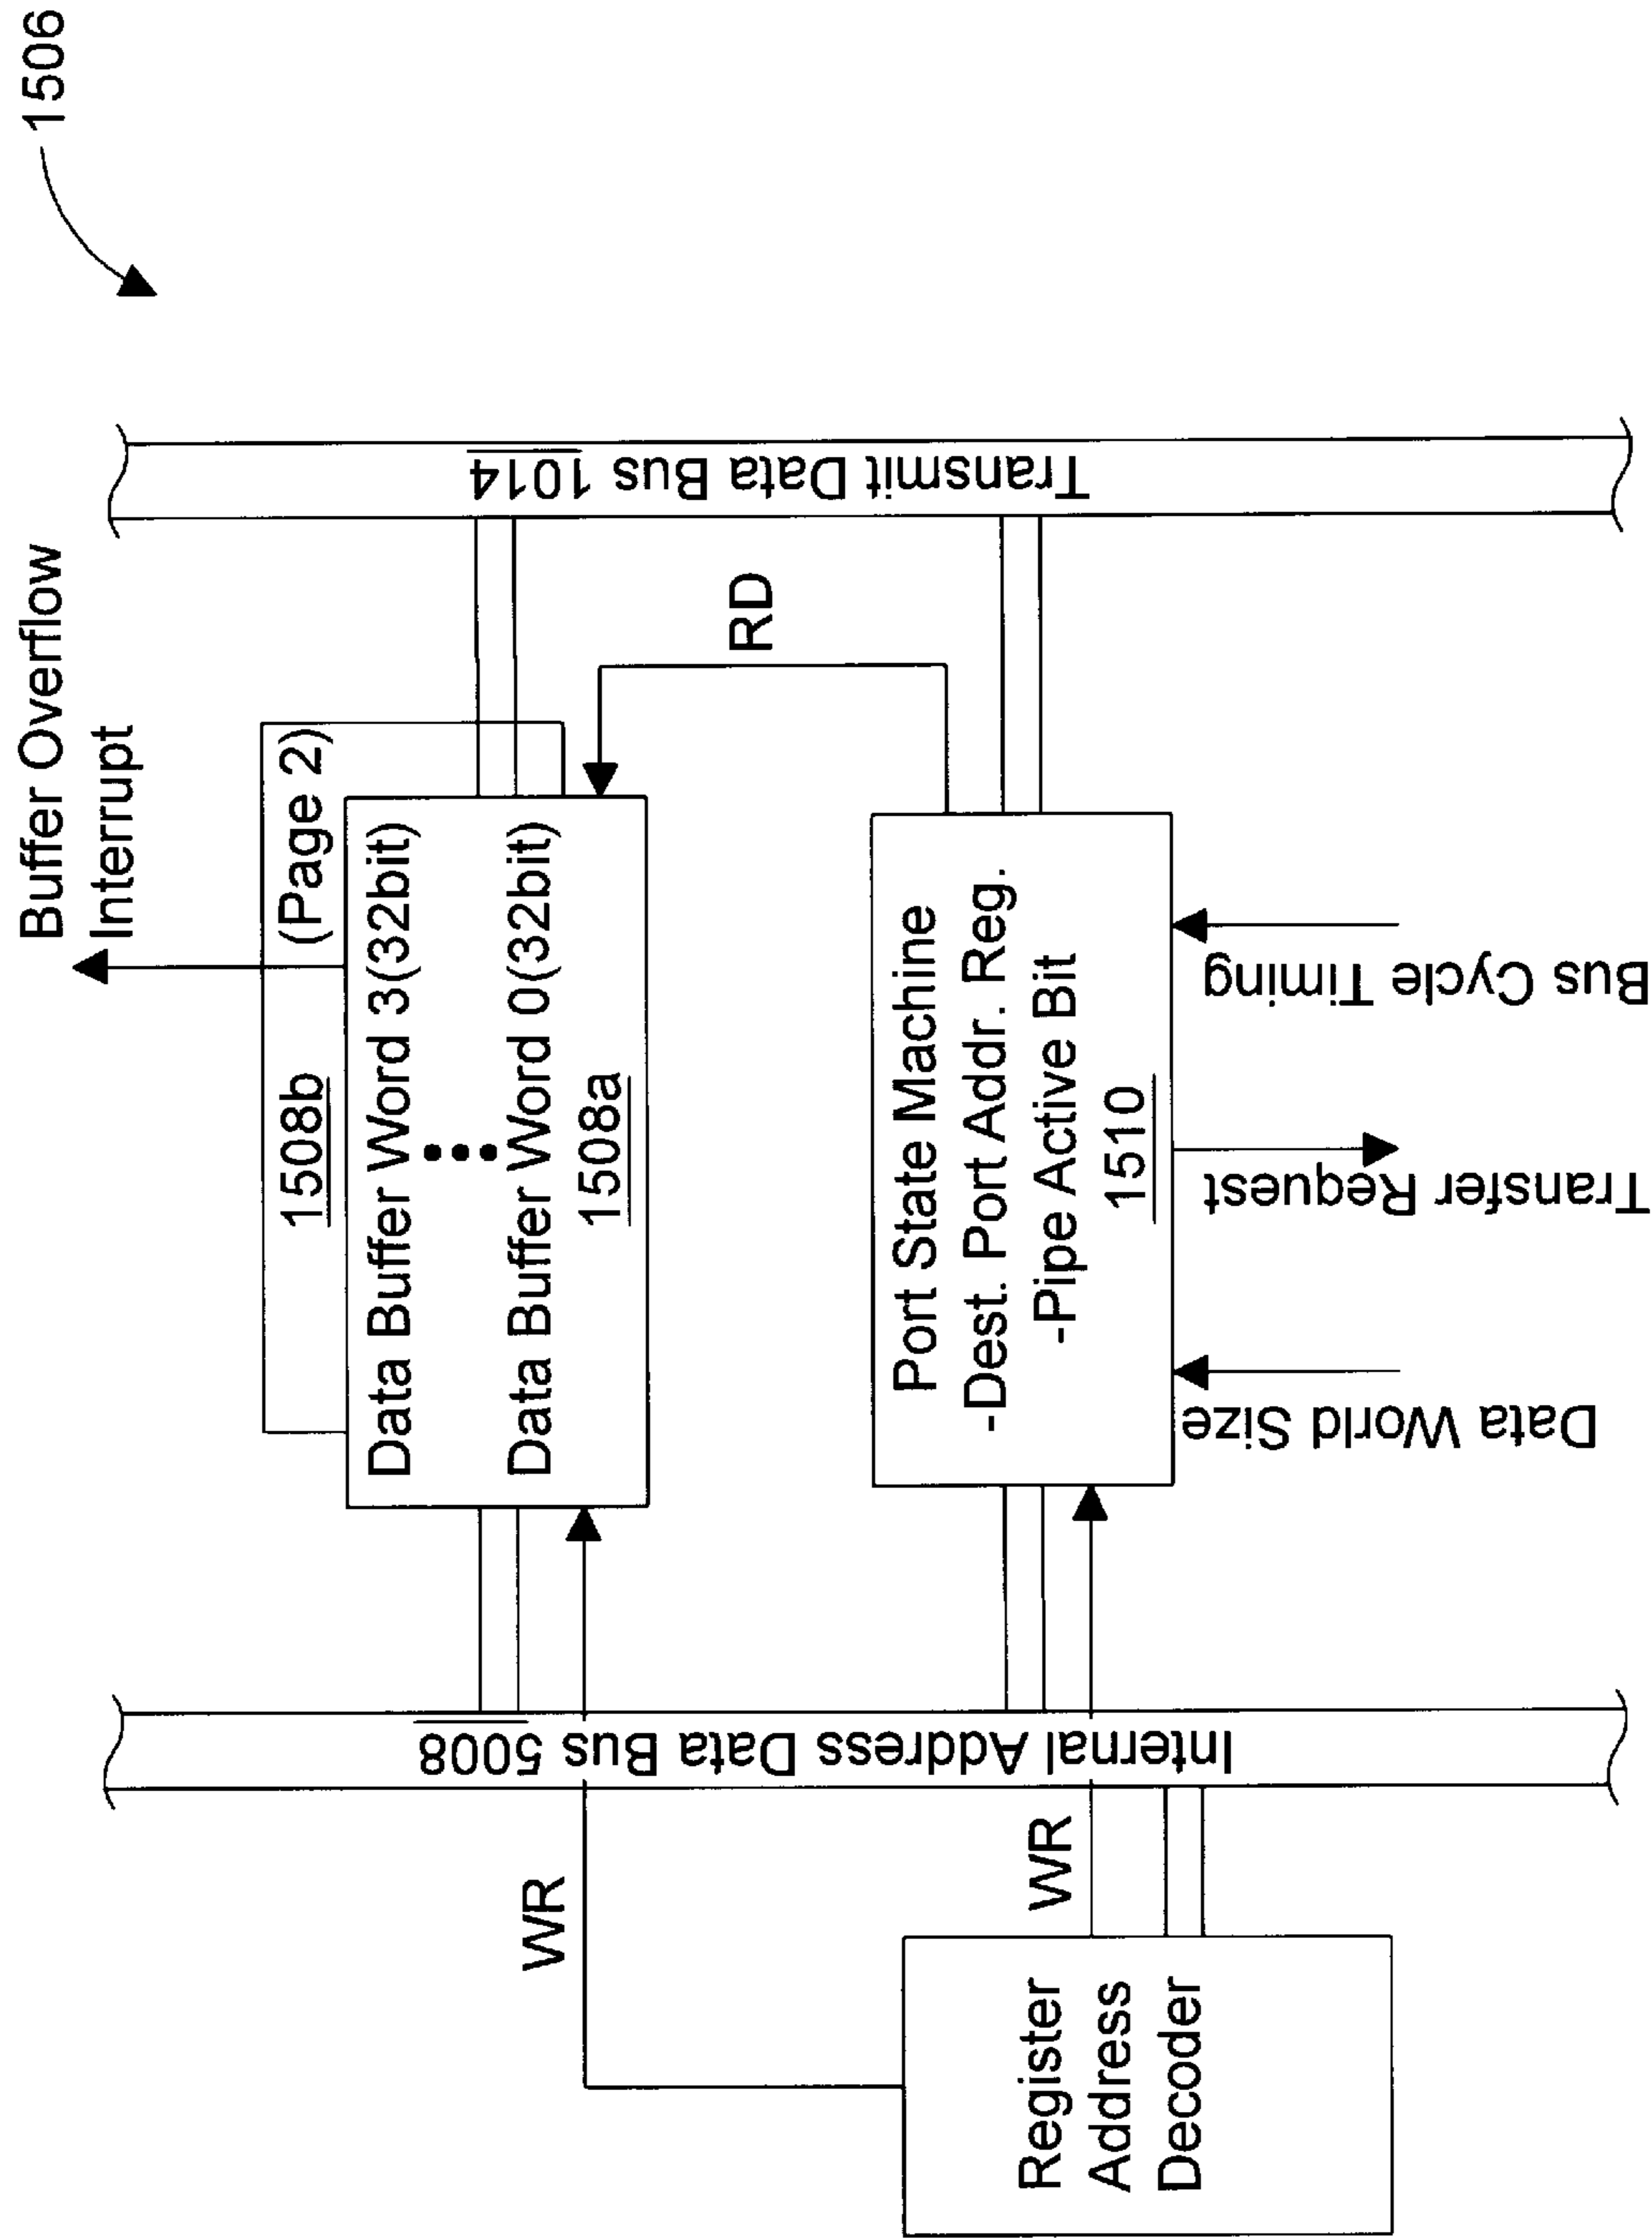 1506
Buffer Overflow
Interrupt
1508b
(Page 2)
Data Buffer Word 3(32bit)
•••
Data Buffer Word 0(32bit)
1508a
WR
RD
Internal Address Data Bus 5008
Transmit Data Bus 1014
Port State Machine
-Dest. Port Addr. Reg.
-Pipe Active Bit
1510
WR
Register
Address
Decoder
Data World Size
Transfer Request
Bus Cycle Timing